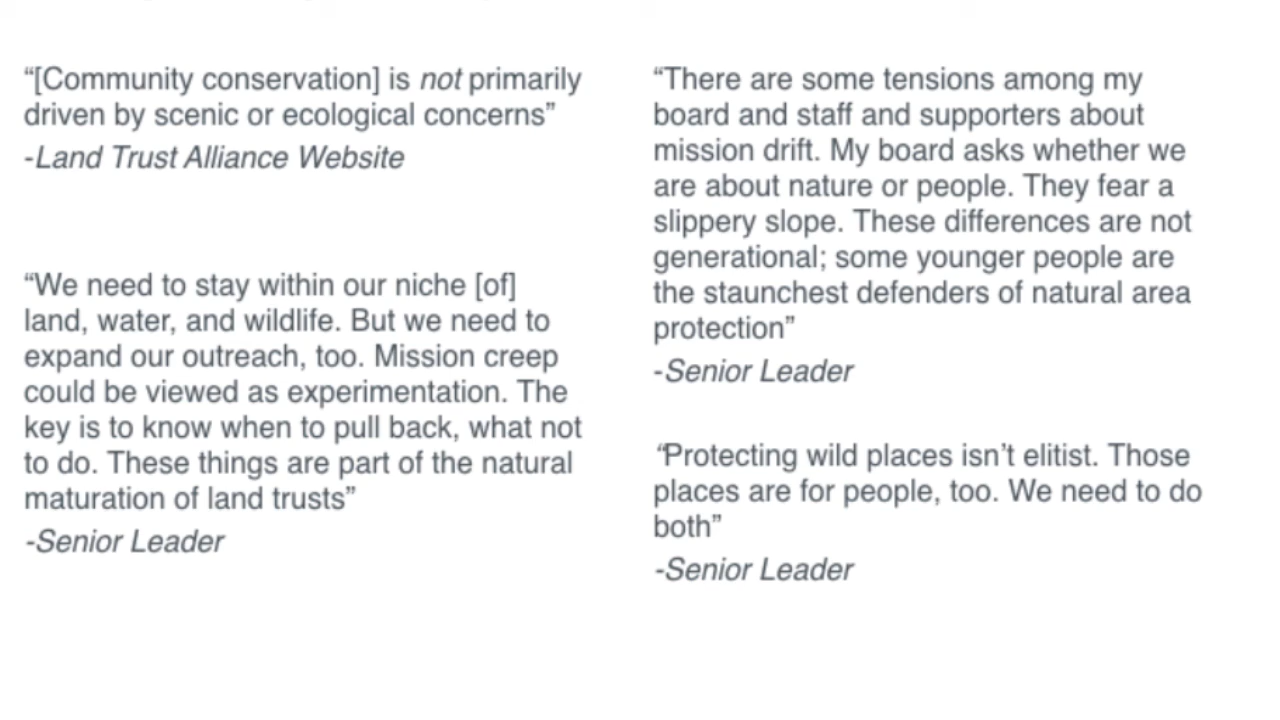 “[Community conservation] is not primarily
driven by scenic or ecological concerns”
-Land Trust Alliance Website
“We need to stay within our niche [of]
land, water, and wildlife. But we need to
expand our outreach, too. Mission creep
could be viewed as experimentation. The
key is to know when to pull back, what not
to do. These things are part of the natural
maturation of land trusts”
-Senior Leader
“There are some tensions among my
board and staff and supporters about
mission drift. My board asks whether we
are about nature or people. They fear a
slippery slope. These differences are not
generational; some younger people are
the staunchest defenders of natural area
protection”
-Senior Leader
“Protecting wild places isn’t elitist. Those
places are for people, too. We need to do
both”
-Senior Leader